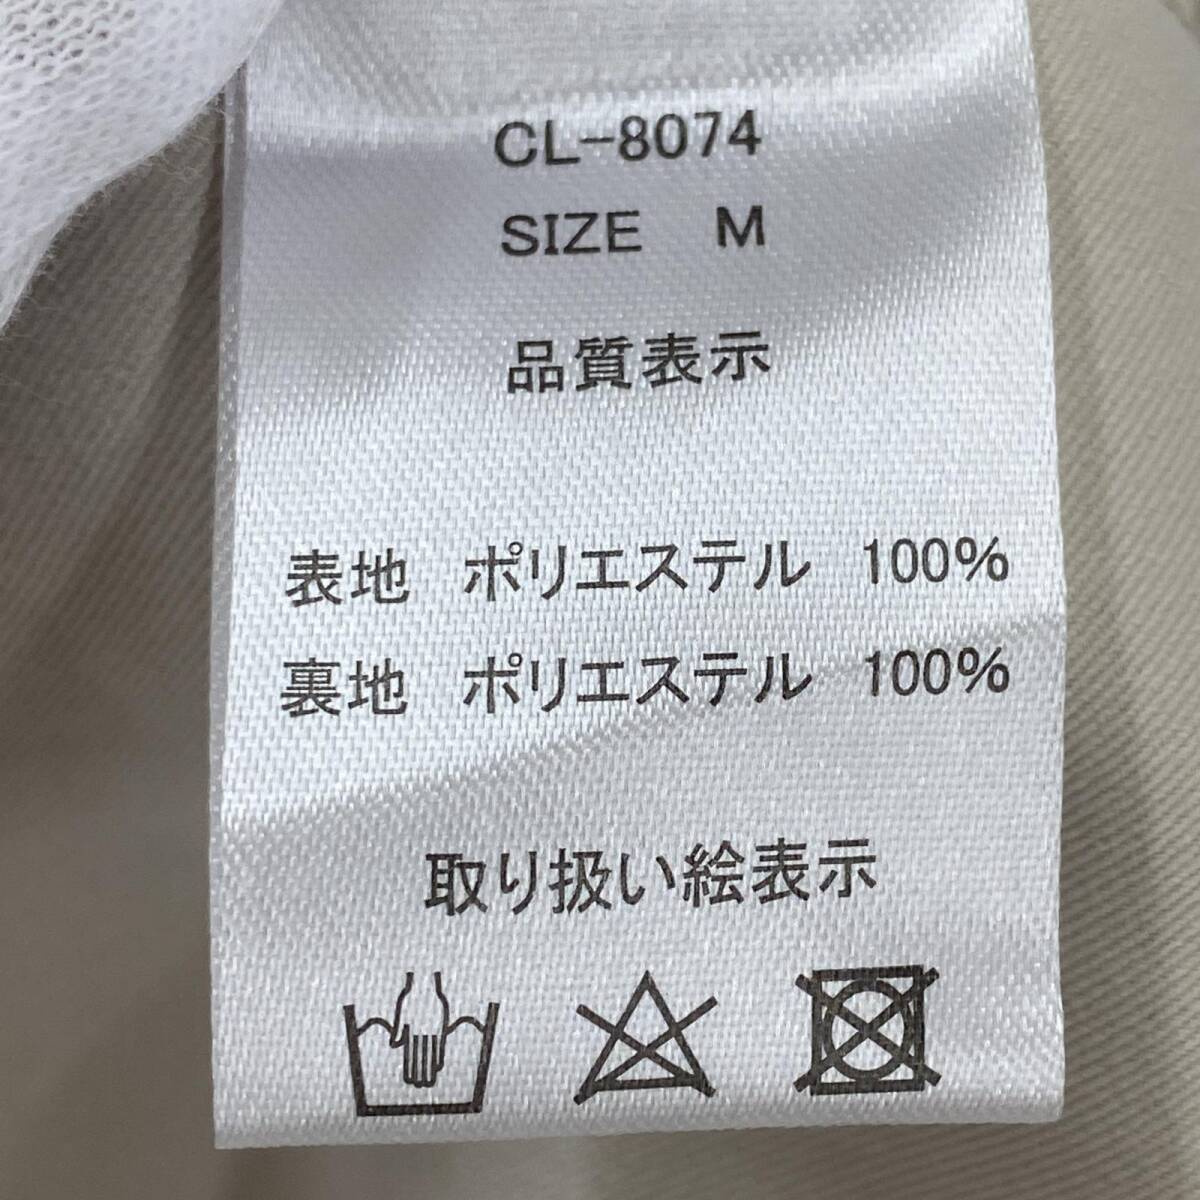 CL-8074
SIZE M
品質表示
表地 ポリエステル 100%
裏地 ポリエステル 100%
取り扱い絵表示